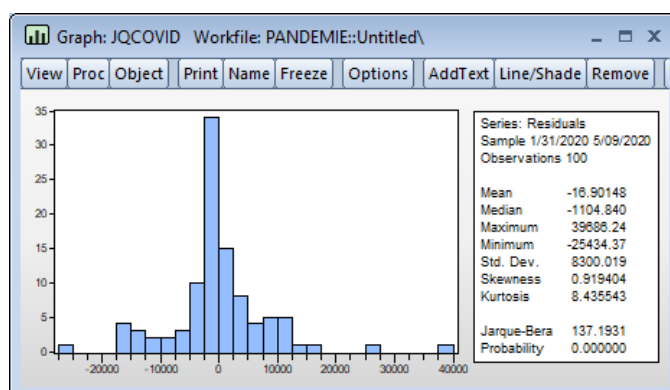 Graph: JQCOVID Workfile: PANDEMIE::Untitled\
View Proc Object Print Name Freeze Options AddText Line/Shade Remove
35
30
25
20
15
10
5
0
-20000 -10000 0 10000 20000 30000 40000
Series: Residuals
Sample 1/31/2020 5/09/2020
Observations 100
Mean -16.90148
Median -1104.840
Maximum 39686.24
Minimum -25434.37
Std. Dev. 8300.019
Skewness 0.919404
Kurtosis 8.435543
Jarque-Bera 137.1931
Probability 0.000000